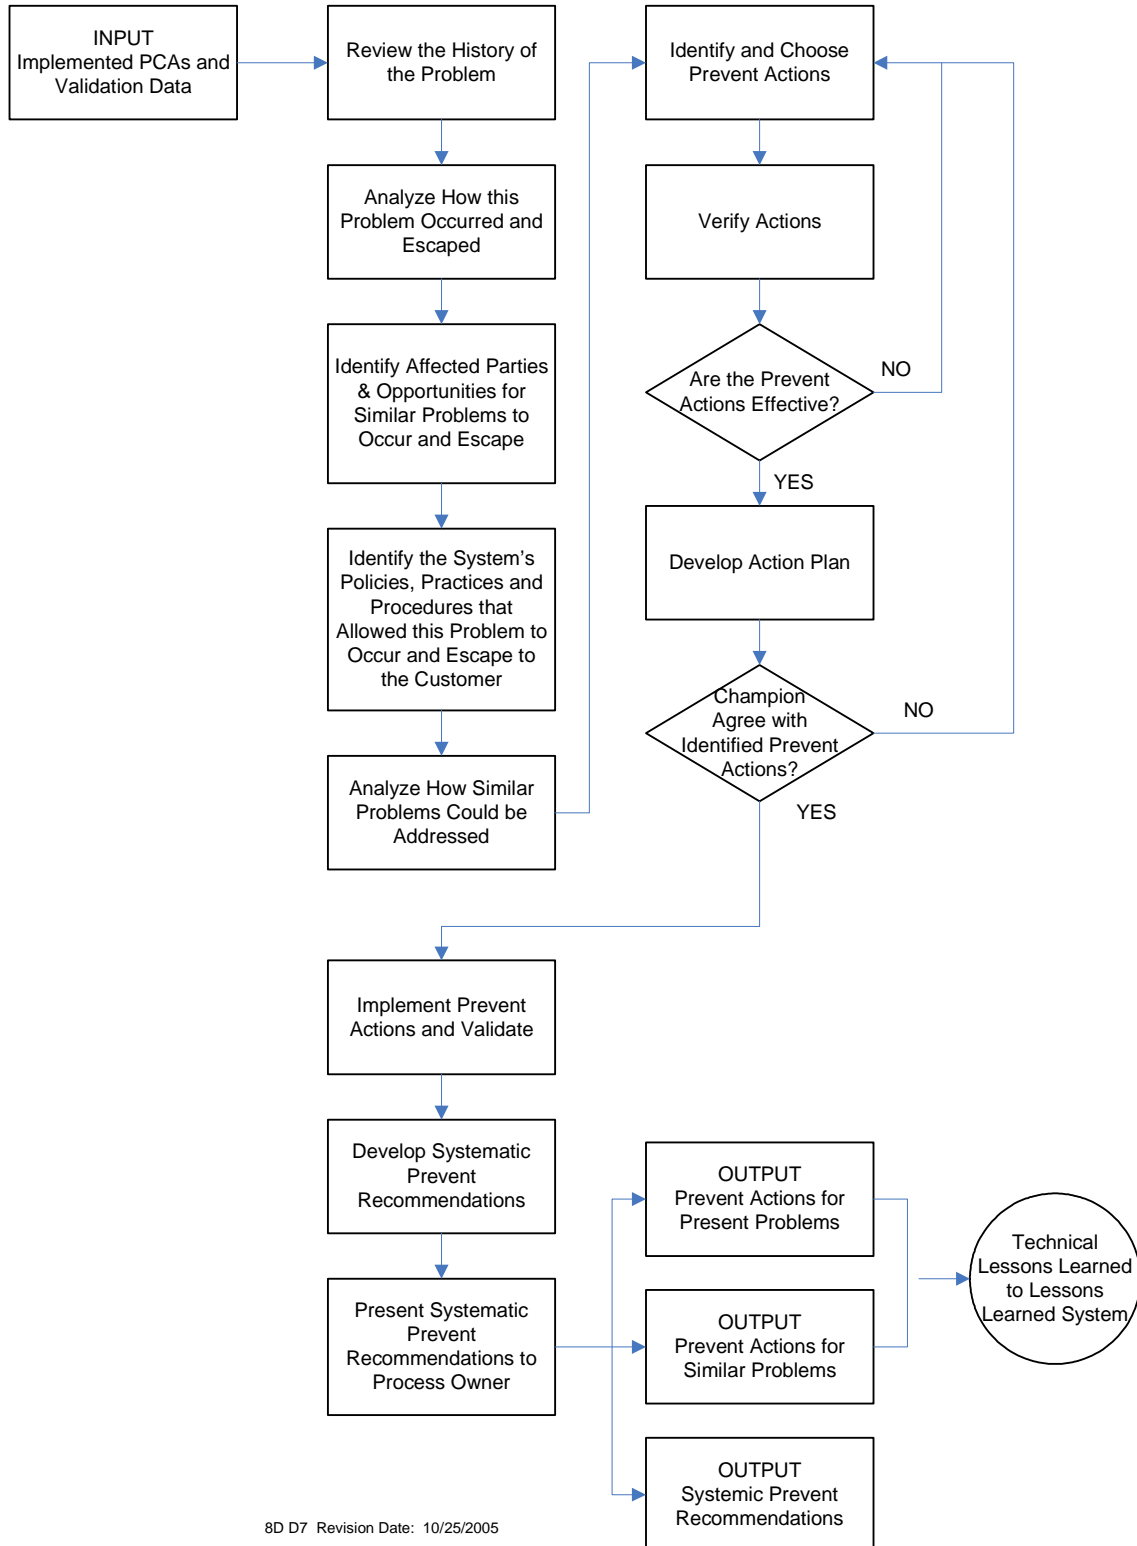 INPUT
Implemented PCAs and
Validation Data
Review the History of
the Problem
Analyze How this
Problem Occurred and
Escaped
Identify Affected Parties
& Opportunities for
Similar Problems to
Occur and Escape
Identify the System’s
Policies, Practices and
Procedures that
Allowed this Problem to
Occur and Escape to
the Customer
Analyze How Similar
Problems Could be
Addressed
Identify and Choose
Prevent Actions
Verify Actions
Are the Prevent
Actions Effective?
NO
YES
Develop Action Plan
Champion
Agree with
Identified Prevent
Actions?
NO
YES
Implement Prevent
Actions and Validate
Develop Systematic
Prevent
Recommendations
Present Systematic
Prevent
Recommendations to
Process Owner
OUTPUT
Prevent Actions for
Present Problems
OUTPUT
Prevent Actions for
Similar Problems
OUTPUT
Systemic Prevent
Recommendations
Technical
Lessons Learned
to Lessons
Learned System
8D D7 Revision Date: 10/25/2005